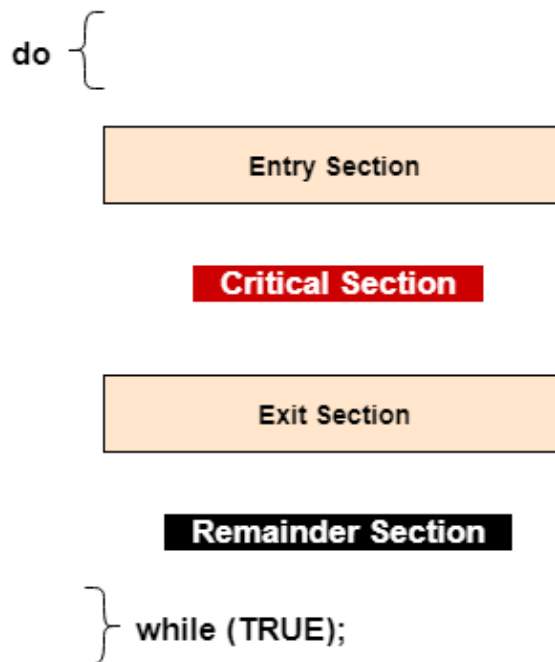 do {
Entry Section
Critical Section
Exit Section
Remainder Section
} while (TRUE);